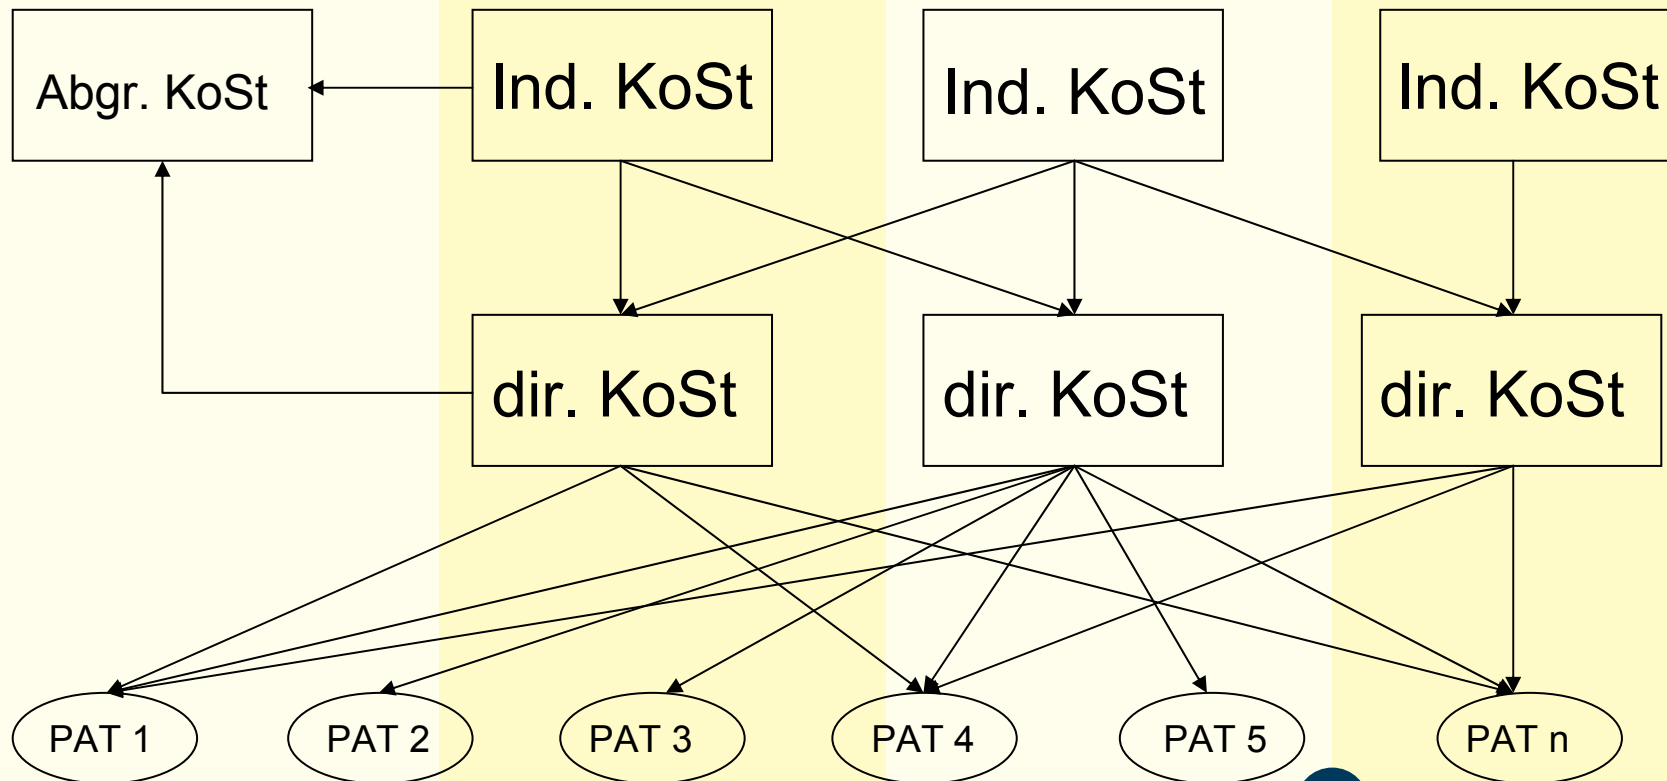 Abgr. KoSt
Ind. KoSt
Ind. KoSt
Ind. KoSt
dir. KoSt
dir. KoSt
dir. KoSt
PAT 1
PAT 2
PAT 3
PAT 4
PAT 5
PAT n